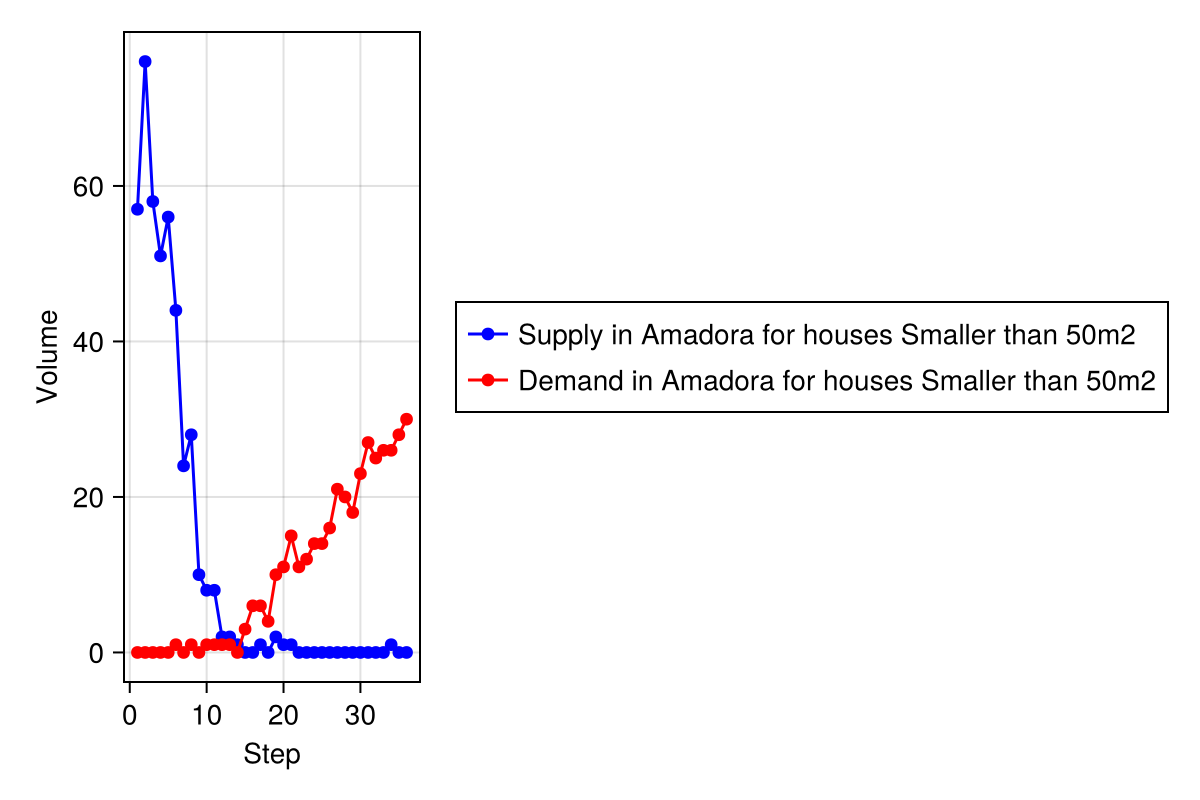 60
40
20
0
Volume
0 10 20 30
Step
Supply in Amadora for houses Smaller than 50m2
Demand in Amadora for houses Smaller than 50m2